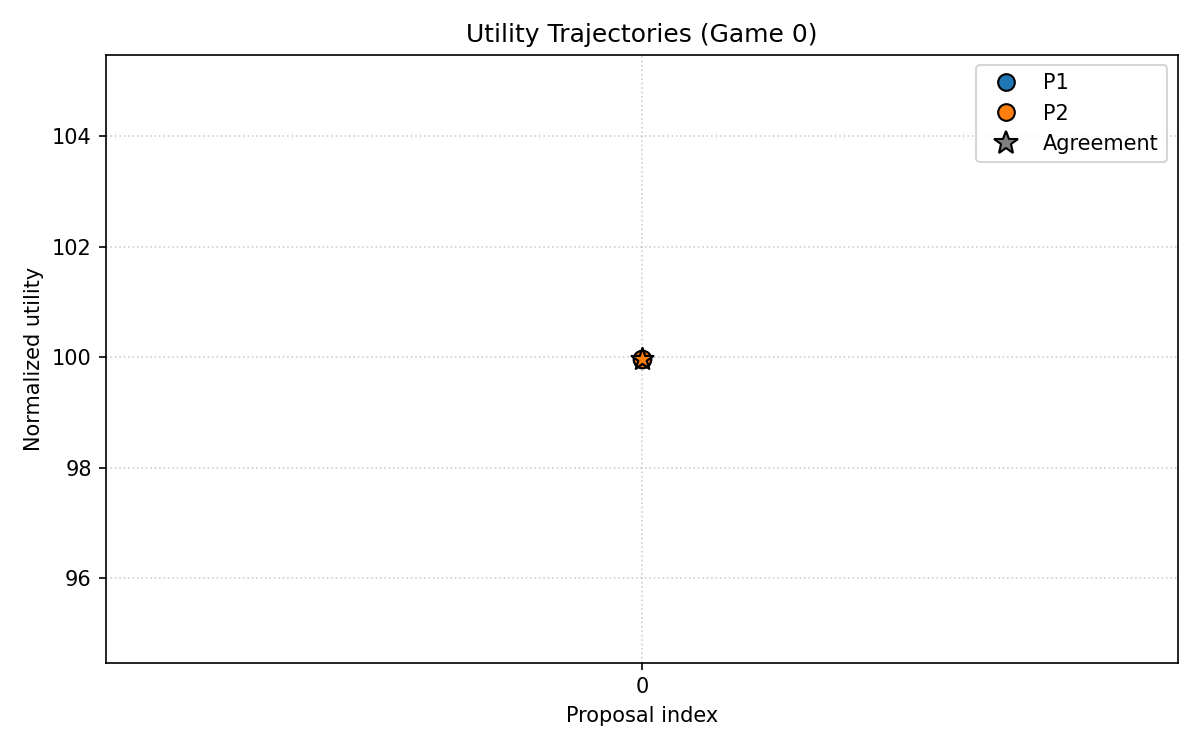 Utility Trajectories (Game 0)
P1
P2
Agreement
104
102
100
98
96
Normalized utility
0
Proposal index